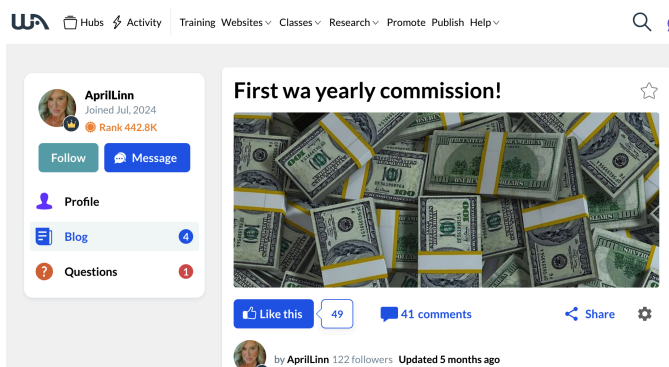 WA Hubs Activity Training Websites Classes Research Promote Publish Help
AprilLinn
Joined Jul, 2024
Rank 442.8K
Follow Message
Profile
Blog 4
Questions 1
First wa yearly commission!
100
100
Like this 49 41 comments Share
by AprilLinn 122 followers Updated 5 months ago